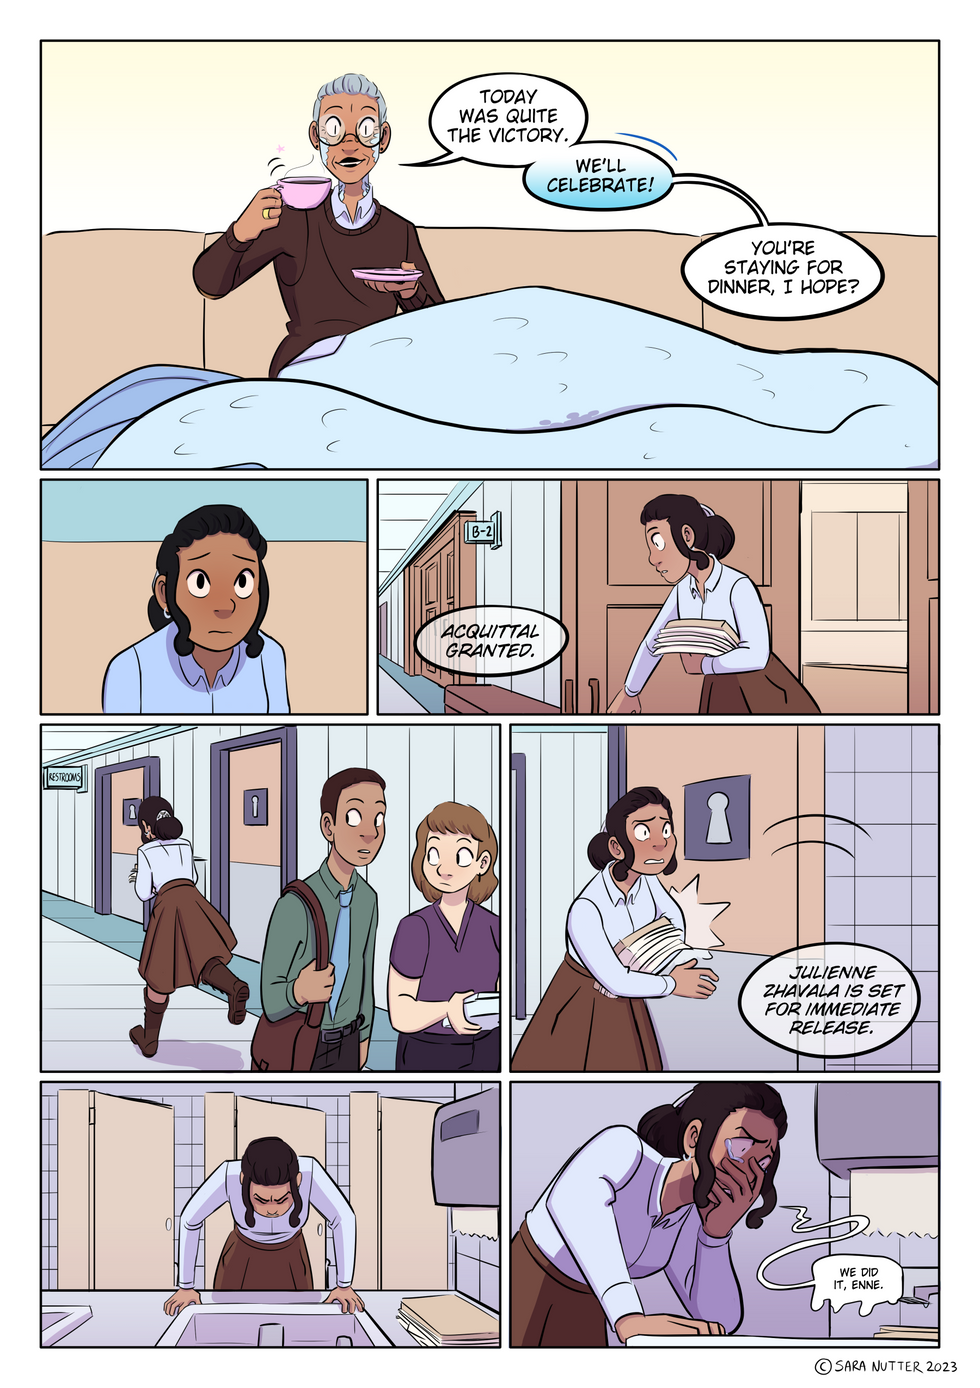 TODAY
WAS QUITE
THE VICTORY.
WE'LL
CELEBRATE!
YOU'RE
STAYING FOR
DINNER, I HOPE?
B-2
ACQUITTAL
GRANTED.
RESTROOMS
JULIENNE
ZHAVALA IS SET
FOR IMMEDIATE
RELEASE.
WE DID
IT, ENNE.
© SARA NUTTER 2023